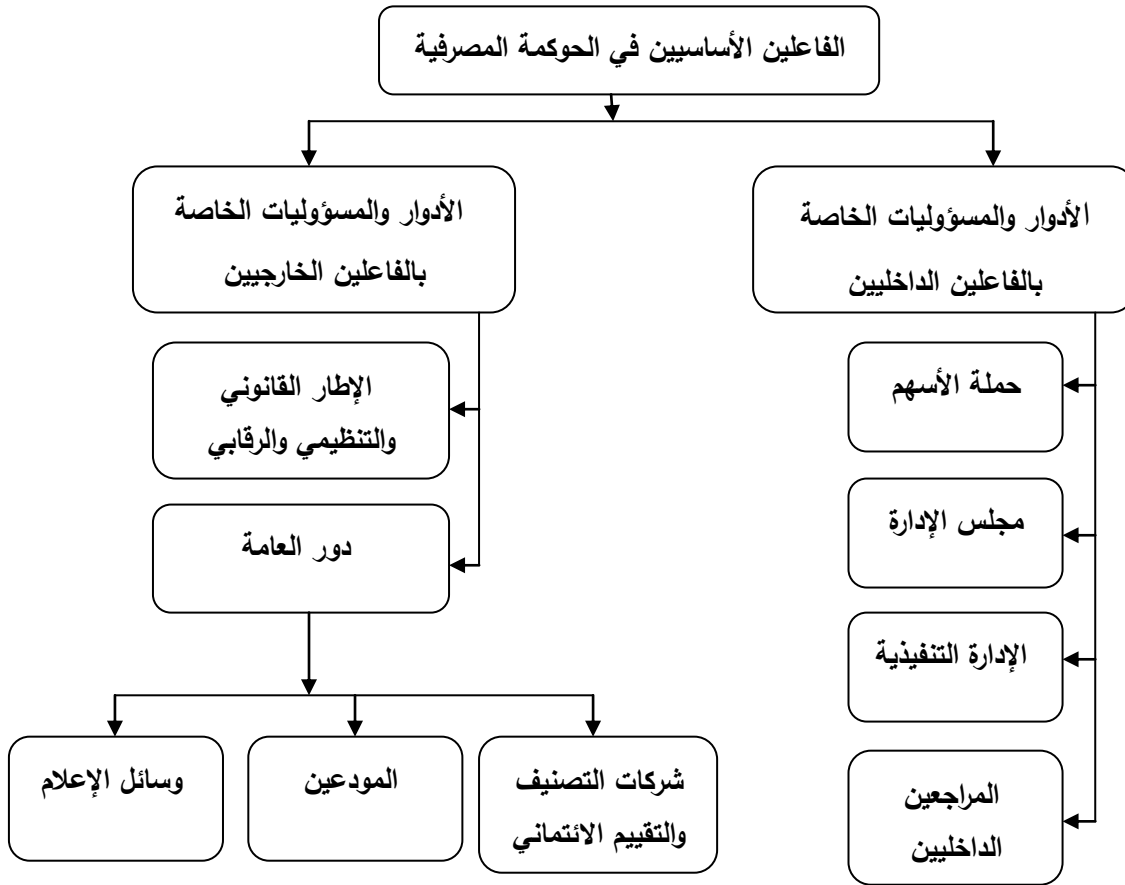 الفاعلين الأساسيين في الحوكمة المصرفية
الأدوار والمسؤوليات الخاصة
بالفاعلين الداخليين
حملة الأسهم
مجلس الإدارة
الإدارة التنفيذية
المراجعين
الداخليين
الأدوار والمسؤوليات الخاصة
بالفاعلين الخارجيين
الإطار القانوني
والتنظيمي والرقابي
دور العامة
شركات التصنيف
والتقييم الائتماني
المودعين
وسائل الإعلام